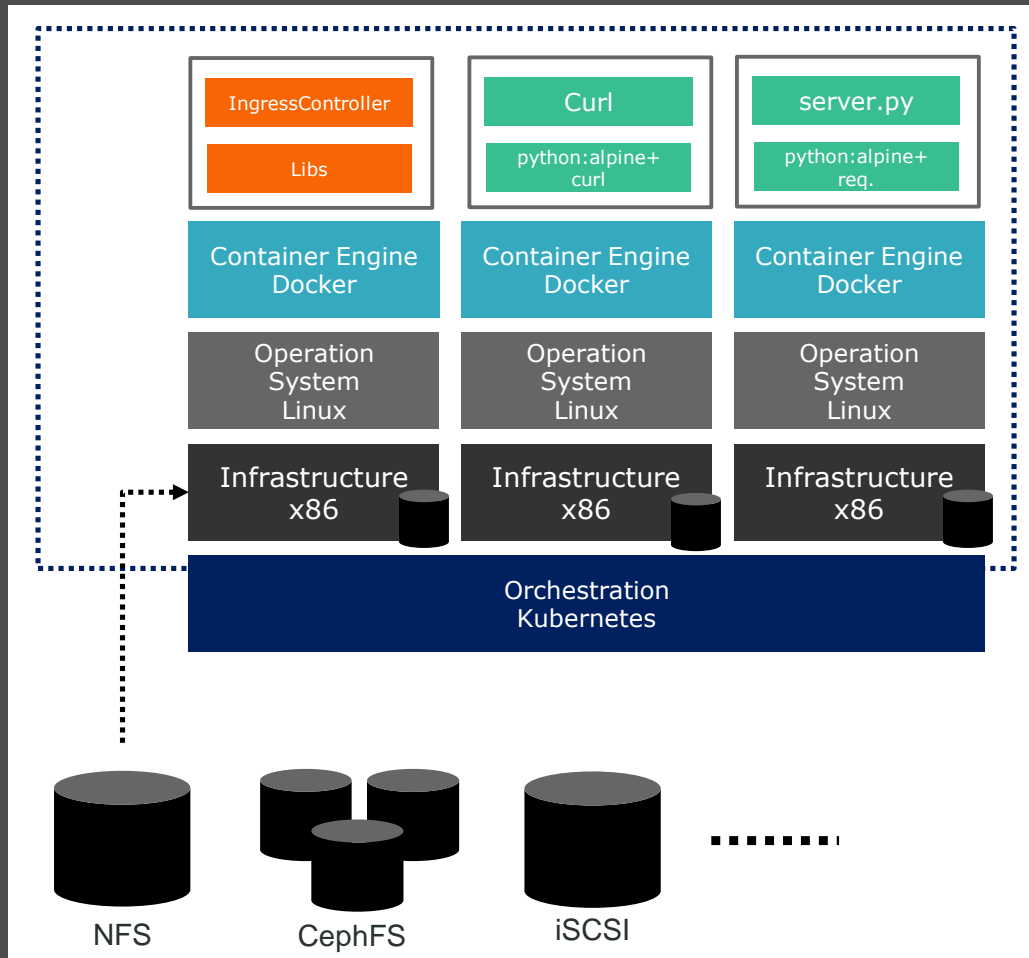 IngressController
Libs
Curl
python:alpine+
curl
server.py
python:alpine+
req.
Container Engine
Docker
Container Engine
Docker
Container Engine
Docker
Operation
System
Linux
Operation
System
Linux
Operation
System
Linux
Infrastructure
x86
Infrastructure
x86
Infrastructure
x86
Orchestration
Kubernetes
NFS
CephFS
iSCSI